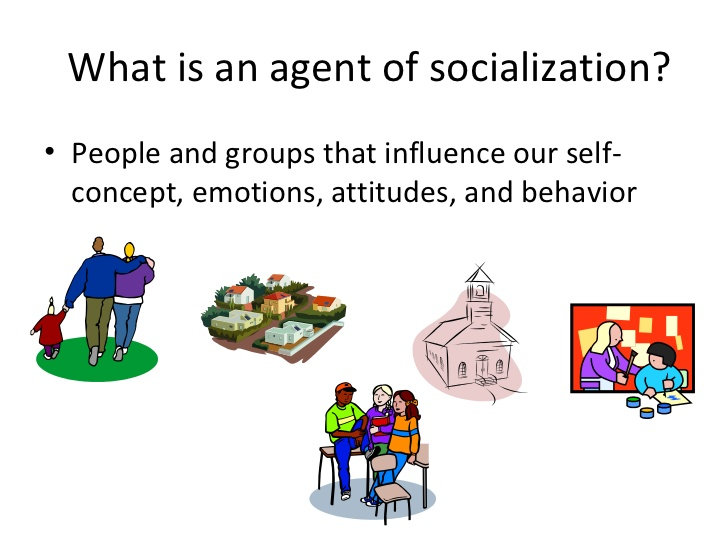 What is an agent of socialization?
• People and groups that influence our self-
concept, emotions, attitudes, and behavior